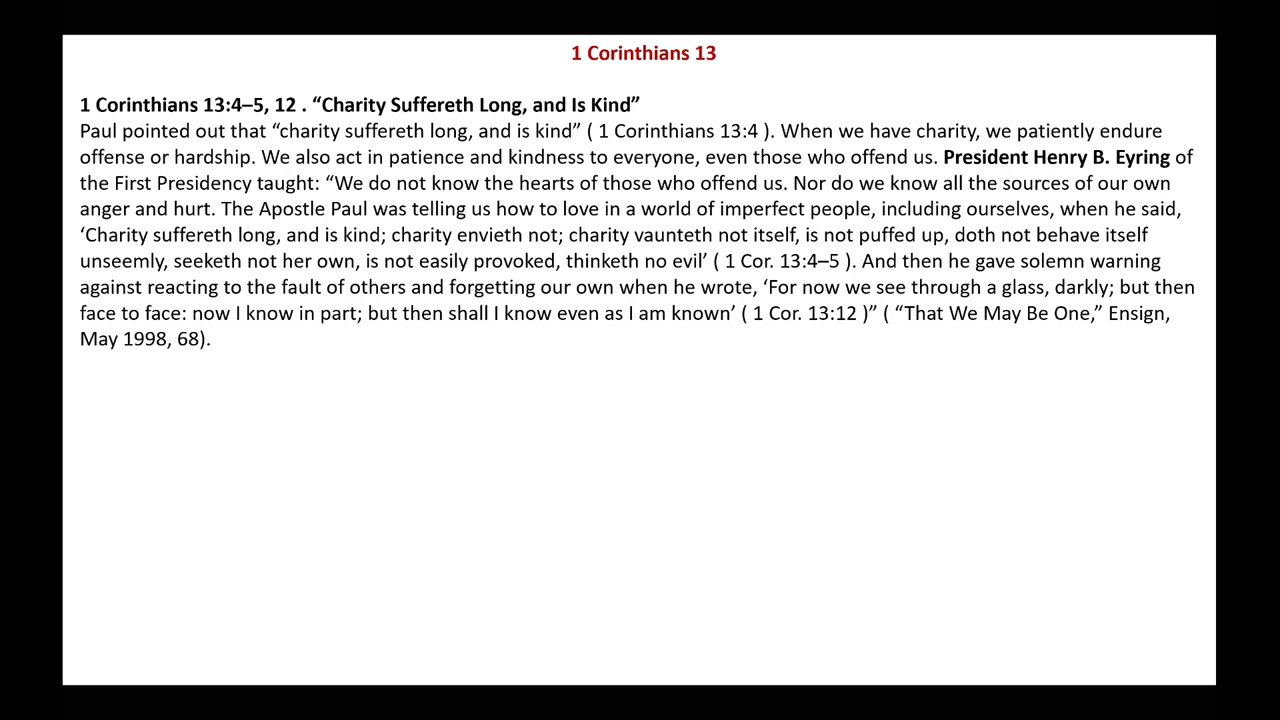 1 Corinthians 13
1 Corinthians 13:4–5, 12 . “Charity Suffereth Long, and Is Kind”
Paul pointed out that “charity suffereth long, and is kind” ( 1 Corinthians 13:4 ). When we have charity, we patiently endure
offense or hardship. We also act in patience and kindness to everyone, even those who offend us. President Henry B. Eyring of
the First Presidency taught: “We do not know the hearts of those who offend us. Nor do we know all the sources of our own
anger and hurt. The Apostle Paul was telling us how to love in a world of imperfect people, including ourselves, when he said,
‘Charity suffereth long, and is kind; charity envieth not; charity vaunteth not itself, is not puffed up, doth not behave itself
unseemly, seeketh not her own, is not easily provoked, thinketh no evil’ ( 1 Cor. 13:4–5 ). And then he gave solemn warning
against reacting to the fault of others and forgetting our own when he wrote, ‘For now we see through a glass, darkly; but then
face to face: now I know in part; but then shall I know even as I am known’ ( 1 Cor. 13:12 )” ( “That We May Be One,” Ensign,
May 1998, 68).